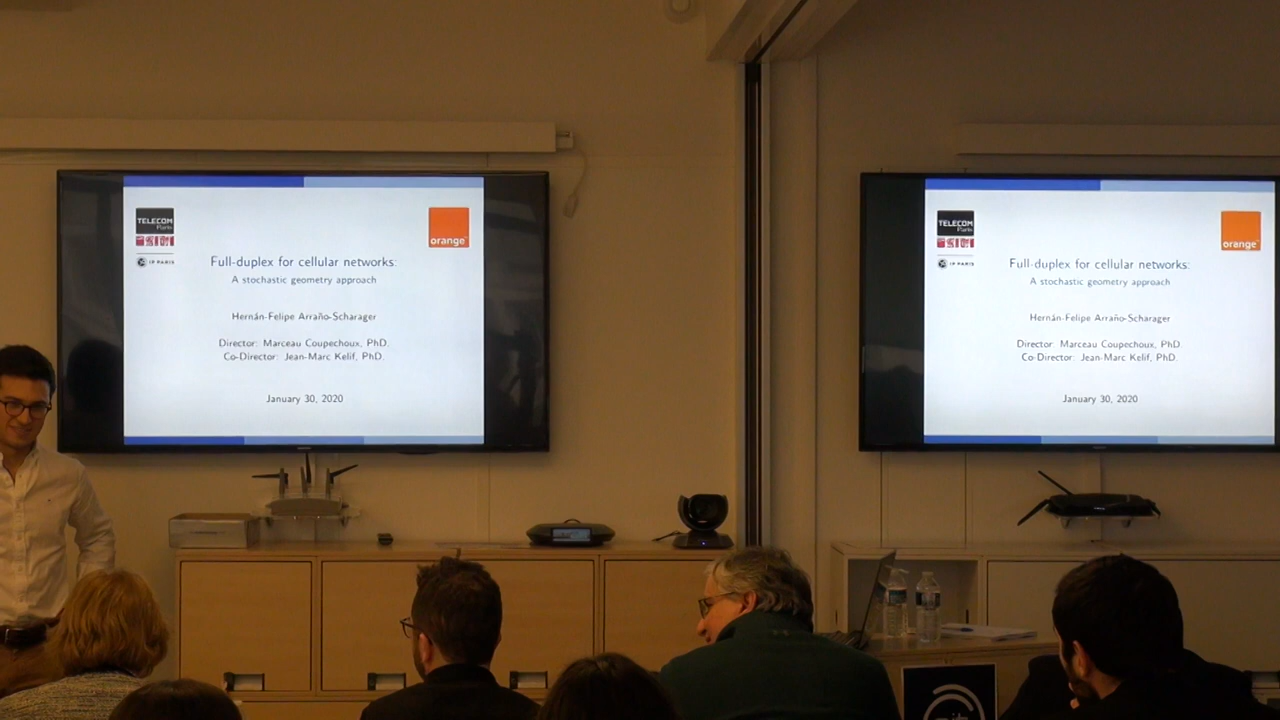 TELECOM
Paris
IP PARIS
orange
Full-duplex for cellular networks:
A stochastic geometry approach
Hernán-Felipe Arraño-Scharager
Director: Marceau Coupechoux, PhD.
Co-Director: Jean-Marc Kelif, PhD.
January 30, 2020
TELECOM
Paris
IP PARIS
orange
Full-duplex for cellular networks:
A stochastic geometry approach
Hernán-Felipe Arraño-Scharager
Director: Marceau Coupechoux, PhD.
Co-Director: Jean-Marc Kelif, PhD.
January 30, 2020